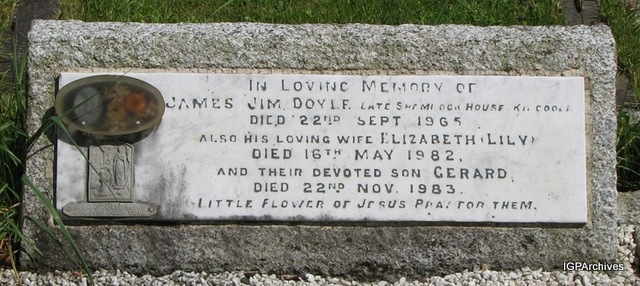 IN LOVING MEMORY OF
JAMES JIM DOYLE LATE SHAMROCK HOUSE KILCOOLE
DIED 22ND SEPT 1965
ALSO HIS LOVING WIFE ELIZABETH (LILY)
DIED 16TH MAY 1982.
AND THEIR DEVOTED SON GERARD,
DIED 22ND NOV. 1983.
LITTLE FLOWER OF JESUS PRAY FOR THEM.
IGPArchives